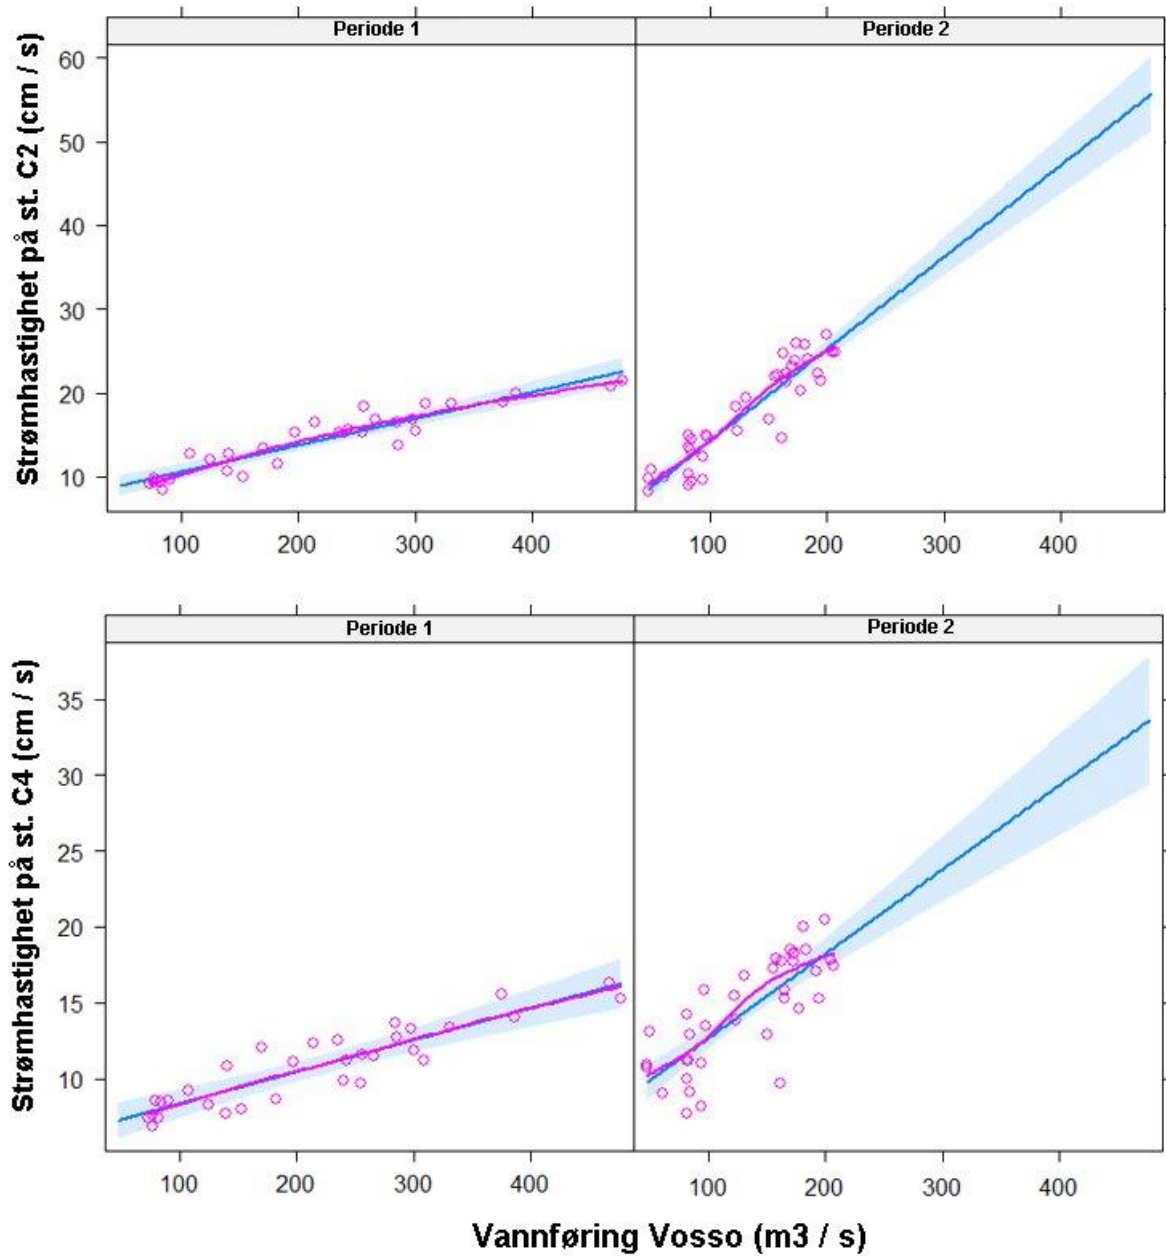 Periode 1
Periode 2
Strømhastighet på st. C2 (cm / s)
60
50
40
30
20
10
100 200 300 400
100 200 300 400
Periode 1
Periode 2
Strømhastighet på st. C4 (cm / s)
35
30
25
20
15
10
100 200 300 400
100 200 300 400
Vannføring Vosso (m3 / s)